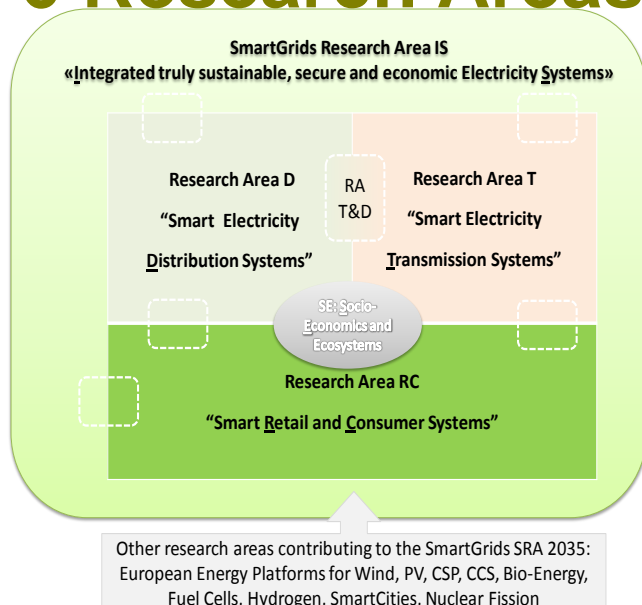 Research Areas
SmartGrids Research Area IS
«Integrated truly sustainable, secure and economic Electricity Systems»
Research Area D
“Smart Electricity
Distribution Systems”
RA
T&D
Research Area T
“Smart Electricity
Transmission Systems”
SE: Socio-
Economics and
Ecosystems
Research Area RC
“Smart Retail and Consumer Systems”
Other research areas contributing to the SmartGrids SRA 2035:
European Energy Platforms for Wind, PV, CSP, CCS, Bio-Energy,
Fuel Cells, Hydrogen, SmartCities, Nuclear Fission